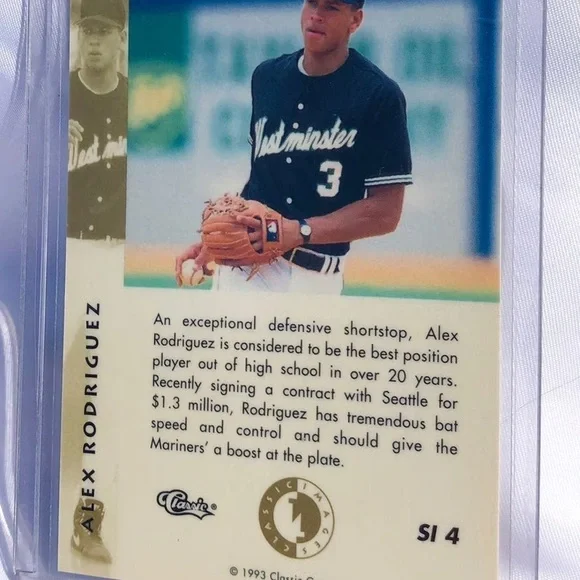 West min
Westminster
3
ALEX RODRIGUEZ
An exceptional defensive shortstop, Alex
Rodriguez is considered to be the best position
player out of high school in over 20 years.
Recently signing a contract with Seattle for
$1.3 million, Rodriguez has tremendous bat
speed and control and should give the
Mariners' a boost at the plate.
Classic®
CLASSIC IMAGES
SI 4
© 1993 Classic